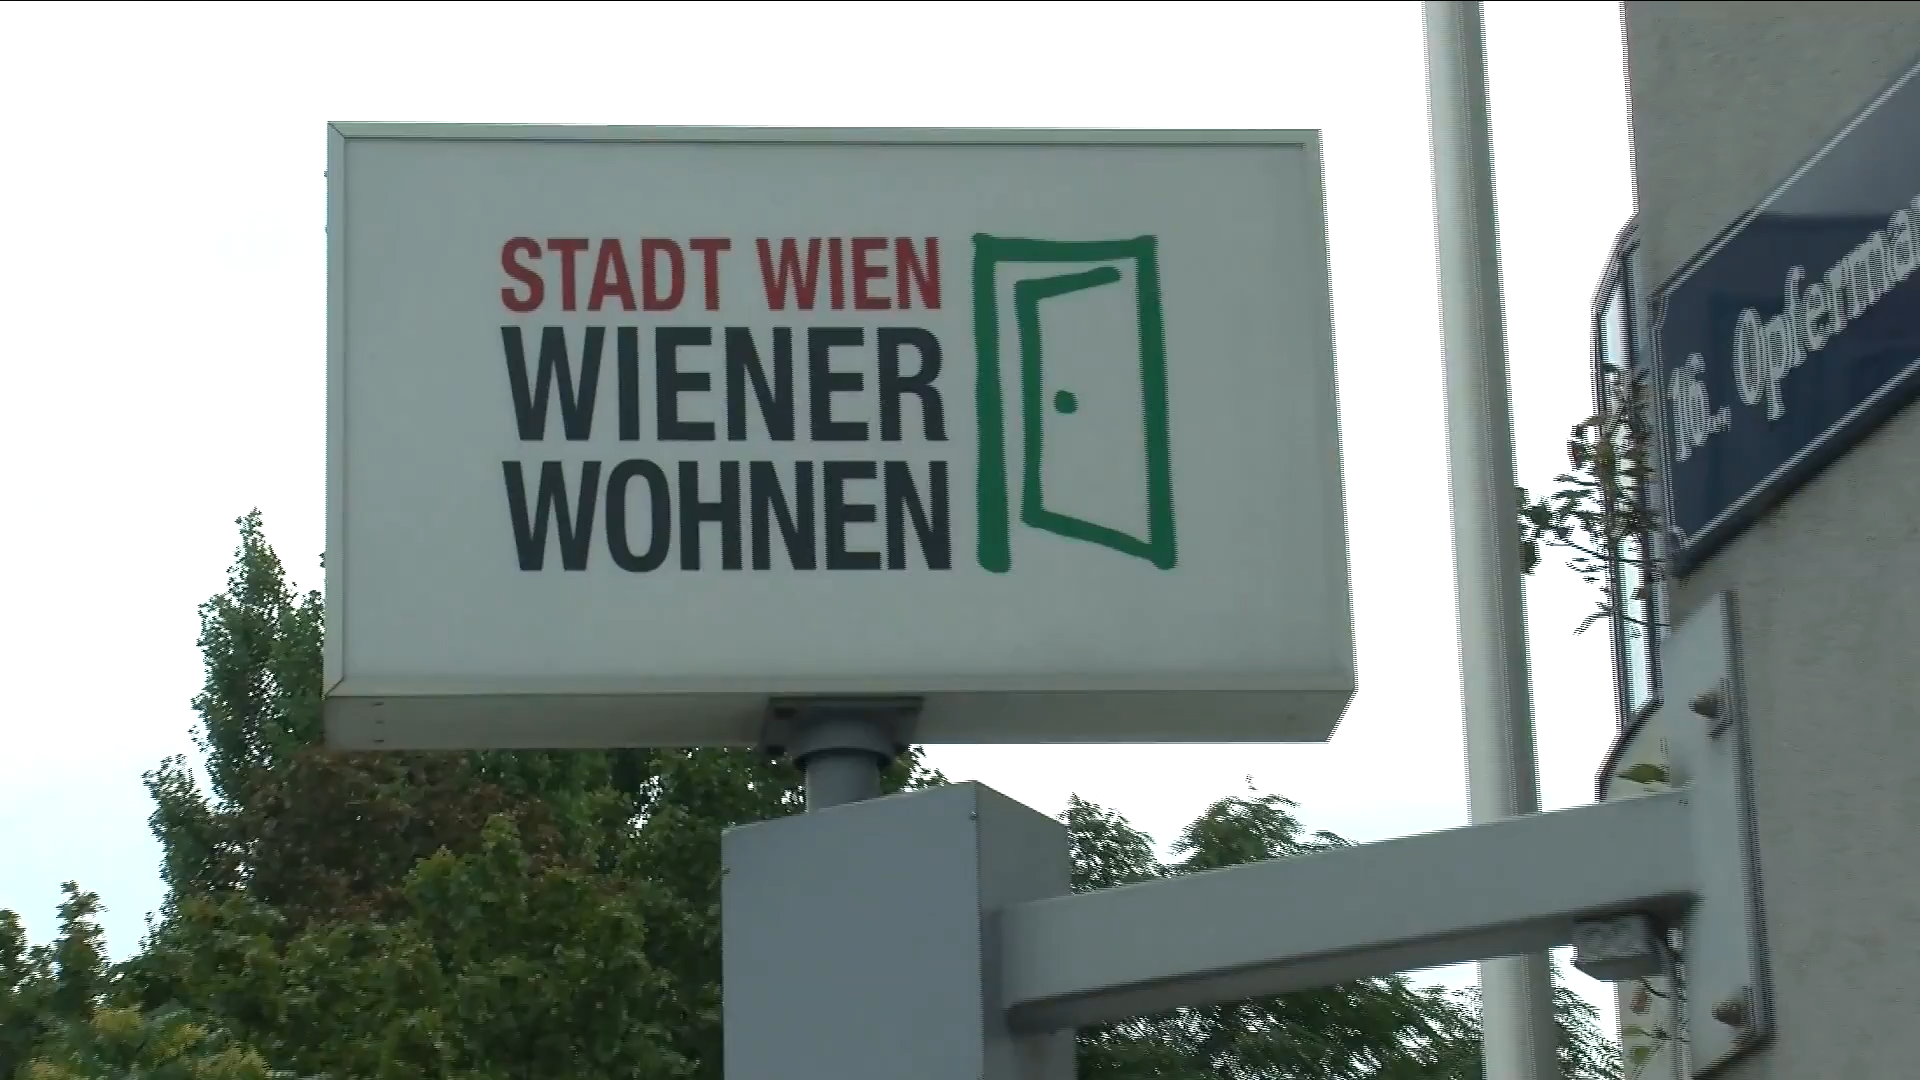 STADT WIEN
WIENER
WOHNEN
16., Opferma